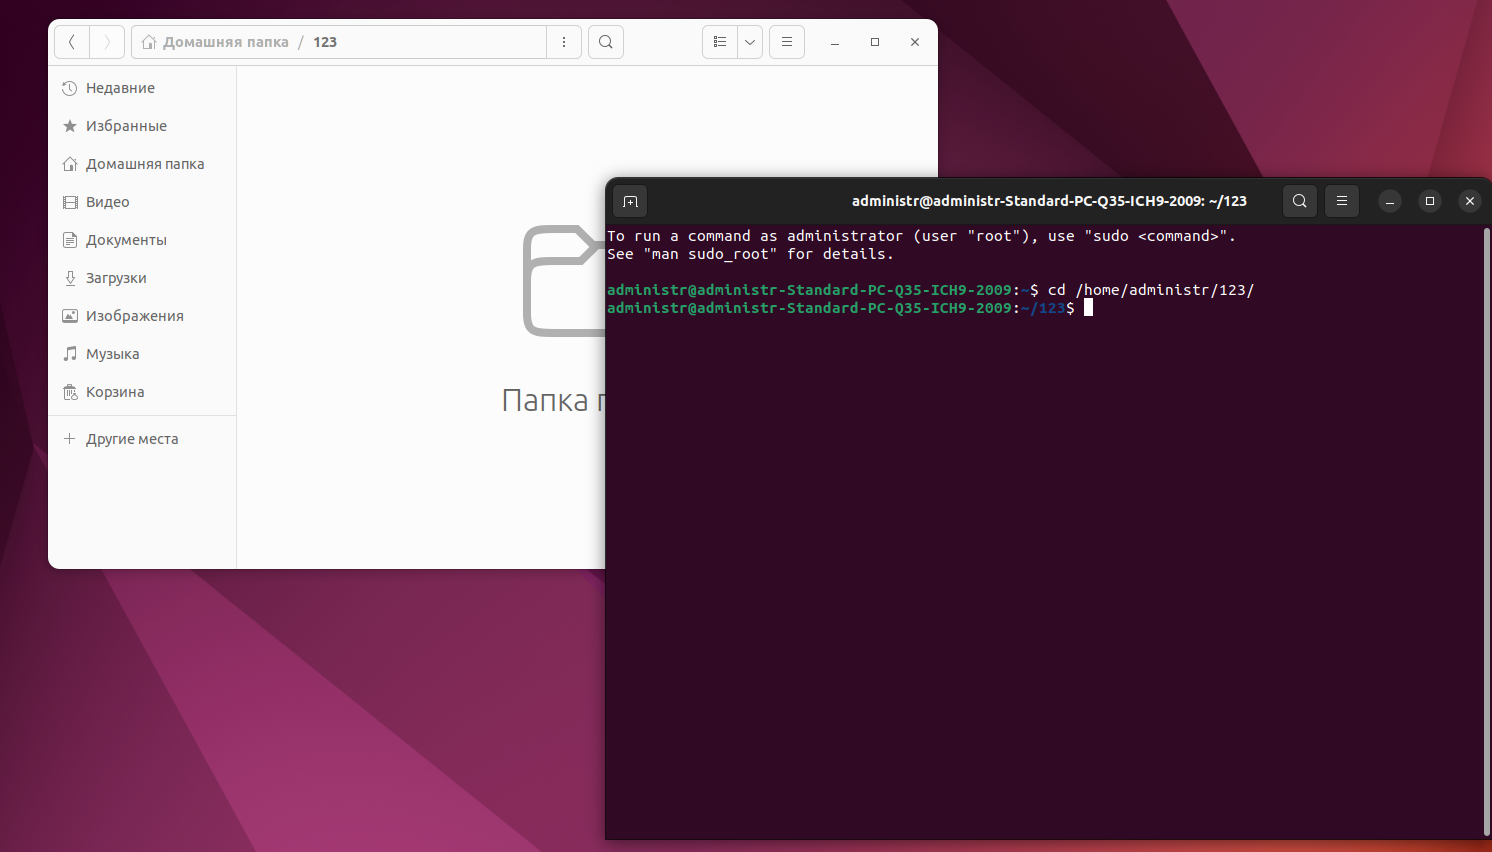 Домашняя папка / 123
Недавние
Избранные
Домашняя папка
Видео
Документы
Загрузки
Изображения
Музыка
Корзина
Другие места
Папка
administr@administr-Standard-PC-Q35-ICH9-2009: ~/123
To run a command as administrator (user "root"), use "sudo <command>".
See "man sudo_root" for details.
administr@administr-Standard-PC-Q35-ICH9-2009:~$ cd /home/administr/123/
administr@administr-Standard-PC-Q35-ICH9-2009:~/123$